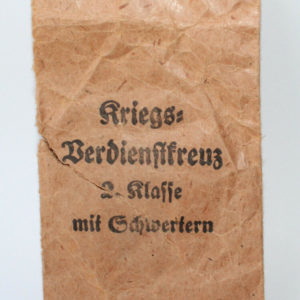 Kriegs-
Verdienstkreuz
2. Klasse
mit Schwertern